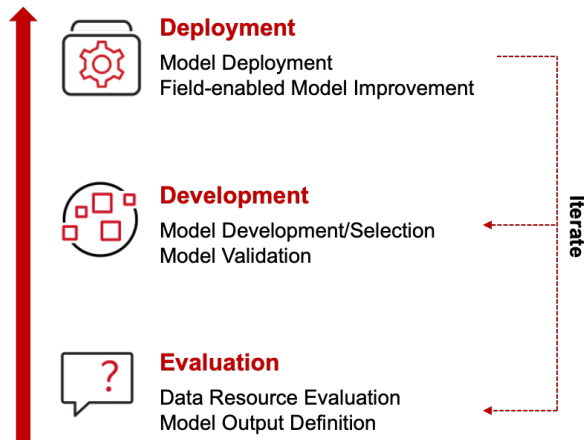 Deployment
Model Deployment
Field-enabled Model Improvement
Development
Model Development/Selection
Model Validation
Iterate
?
Evaluation
Data Resource Evaluation
Model Output Definition